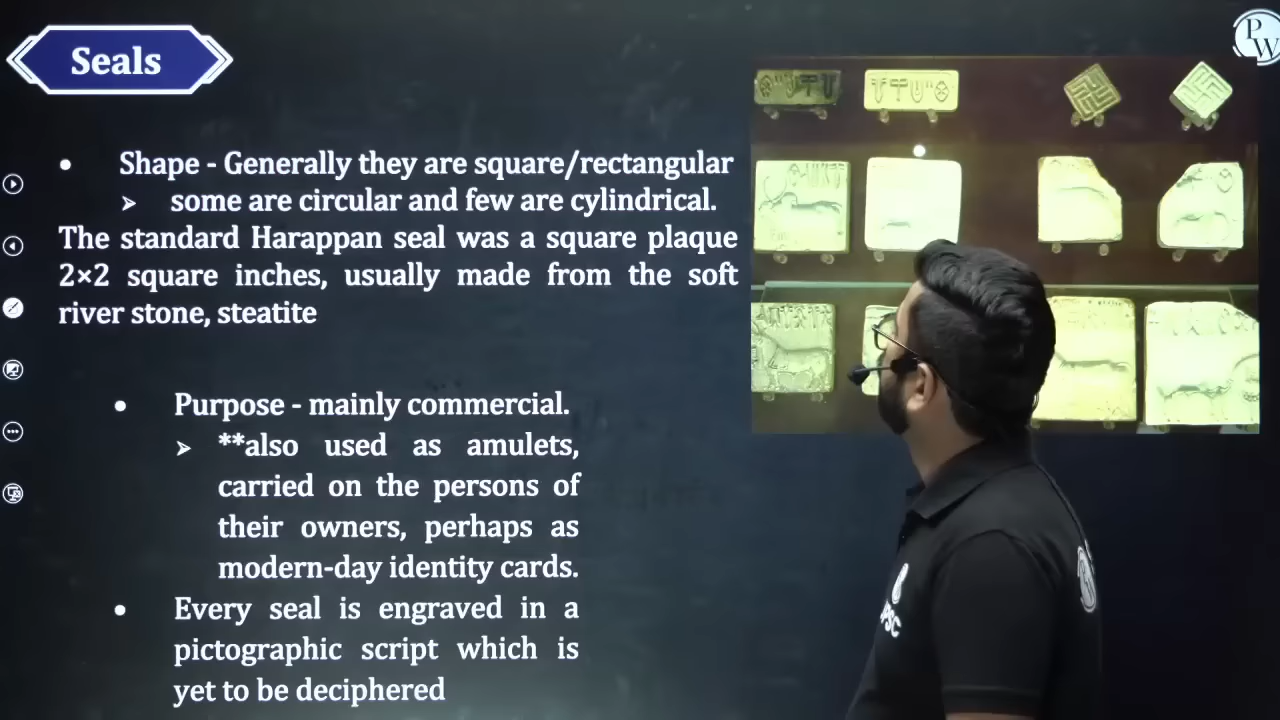 Seals
PW
• Shape - Generally they are square/rectangular
➤ some are circular and few are cylindrical.
The standard Harappan seal was a square plaque
2×2 square inches, usually made from the soft
river stone, steatite
• Purpose - mainly commercial.
➤ **also used as amulets,
carried on the persons of
their owners, perhaps as
modern-day identity cards.
• Every seal is engraved in a
pictographic script which is
yet to be deciphered